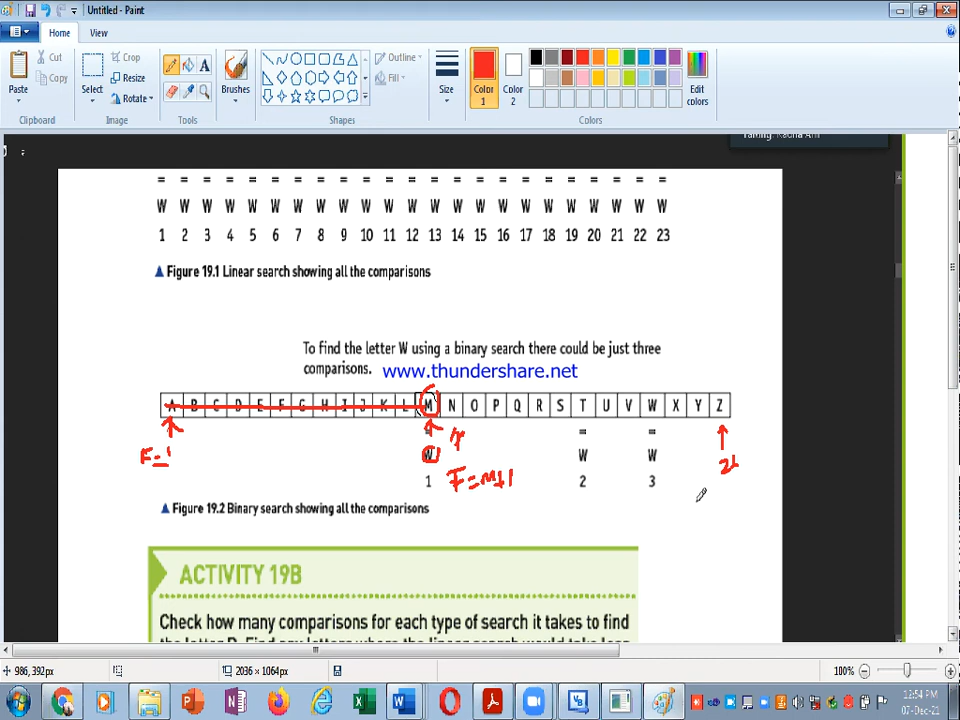 Untitled - Paint
Home View
Paste
Cut
Copy
Clipboard
Select
Crop
Resize
Rotate
Image
A
Tools
Brushes
Shapes
Outline
Fill
Size
Color 1
Color 2
Edit colors
Colors
= = = = = = = = = = = = = = = = = = = = = = =
W W W W W W W W W W W W W W W W W W W W W W W
1 2 3 4 5 6 7 8 9 10 11 12 13 14 15 16 17 18 19 20 21 22 23
▲ Figure 19.1 Linear search showing all the comparisons
To find the letter W using a binary search there could be just three
comparisons. www.thundershare.net
A B C D E F G H I J K L M N O P Q R S T U V W X Y Z
= = =
W W W
F=1
26
1 F=M+1 2 3
▲ Figure 19.2 Binary search showing all the comparisons
ACTIVITY 19B
Check how many comparisons for each type of search it takes to find
986, 392px
2036 × 1064px
100%
12:54 PM
07-Dec-21